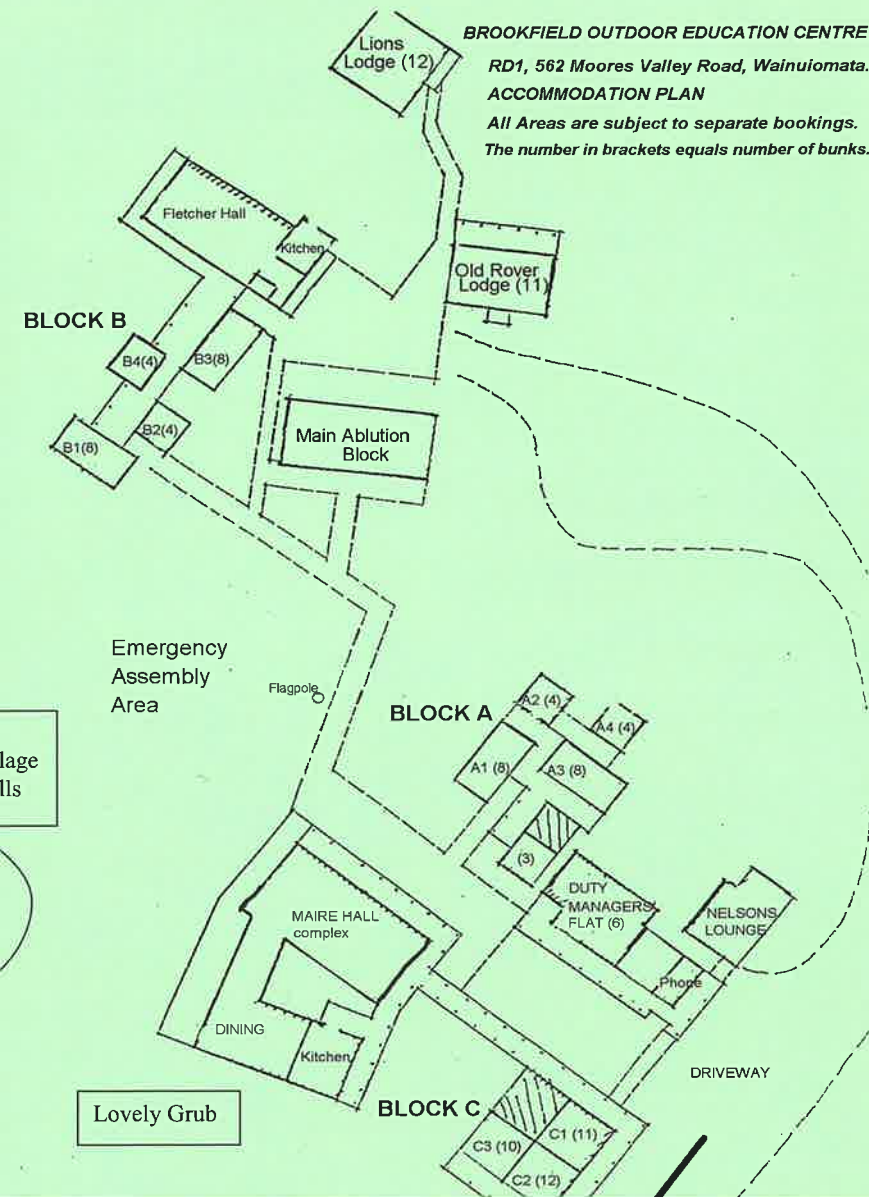 BROOKFIELD OUTDOOR EDUCATION CENTRE
RD1, 562 Moores Valley Road, Wainuiomata.
ACCOMMODATION PLAN
All Areas are subject to separate bookings.
The number in brackets equals number of bunks.
Lions
Lodge (12)
Fletcher Hall
Kitchen
Old Rover
Lodge (11)
BLOCK B
B4(4)
B3(8)
B2(4)
B1(8)
Main Ablution
Block
Emergency
Assembly
Area
Flagpole
BLOCK A
A2 (4)
A4 (4)
A1 (8)
A3 (8)
(3)
DUTY
MANAGERS
FLAT (6)
NELSONS
LOUNGE
Phone
MAIRE HALL
complex
DINING
Kitchen
DRIVEWAY
Lovely Grub
BLOCK C
C1 (11)
C3 (10)
C2 (12)